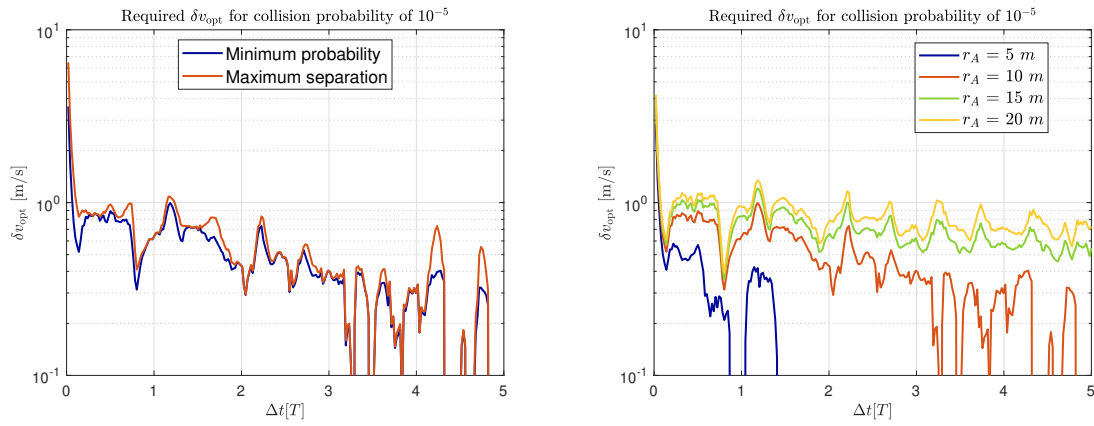 Required δv_opt for collision probability of 10^−5
10^1
10^0
10^-1
δv_opt [m/s]
Minimum probability
Maximum separation
0 1 2 3 4 5
Δt[T]
Required δv_opt for collision probability of 10^−5
10^1
10^0
10^-1
δv_opt [m/s]
r_A = 5 m
r_A = 10 m
r_A = 15 m
r_A = 20 m
0 1 2 3 4 5
Δt[T]